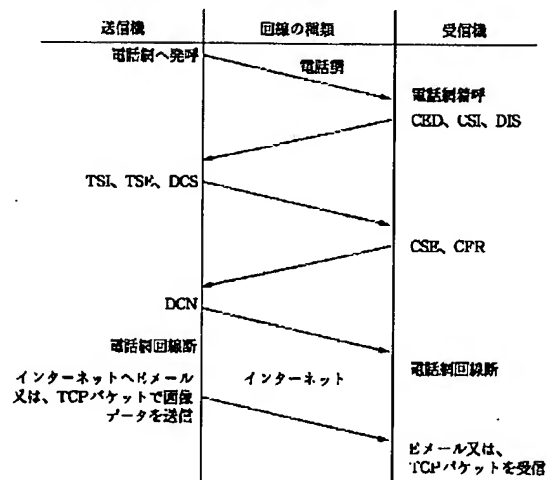 送信機 回線の種類 受信機
電話網へ発呼
電話網
電話網着呼
CED、CSI、DIS
TSI、TSE、DCS
CSE、CFR
DCN
電話網回線断
電話網回線断
インターネットへEメール
又は、TCPパケットで画像
データを送信
インターネット
Eメール又は、
TCPパケットを受信